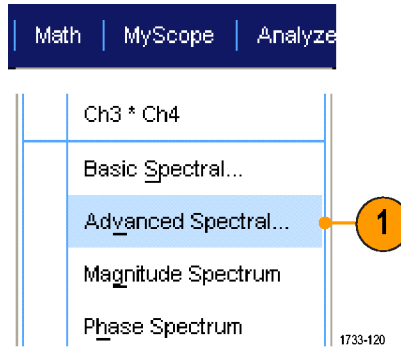 Math MyScope Analyze
Ch3 * Ch4
Basic Spectral...
Advanced Spectral...
1
Magnitude Spectrum
Phase Spectrum
1733-120